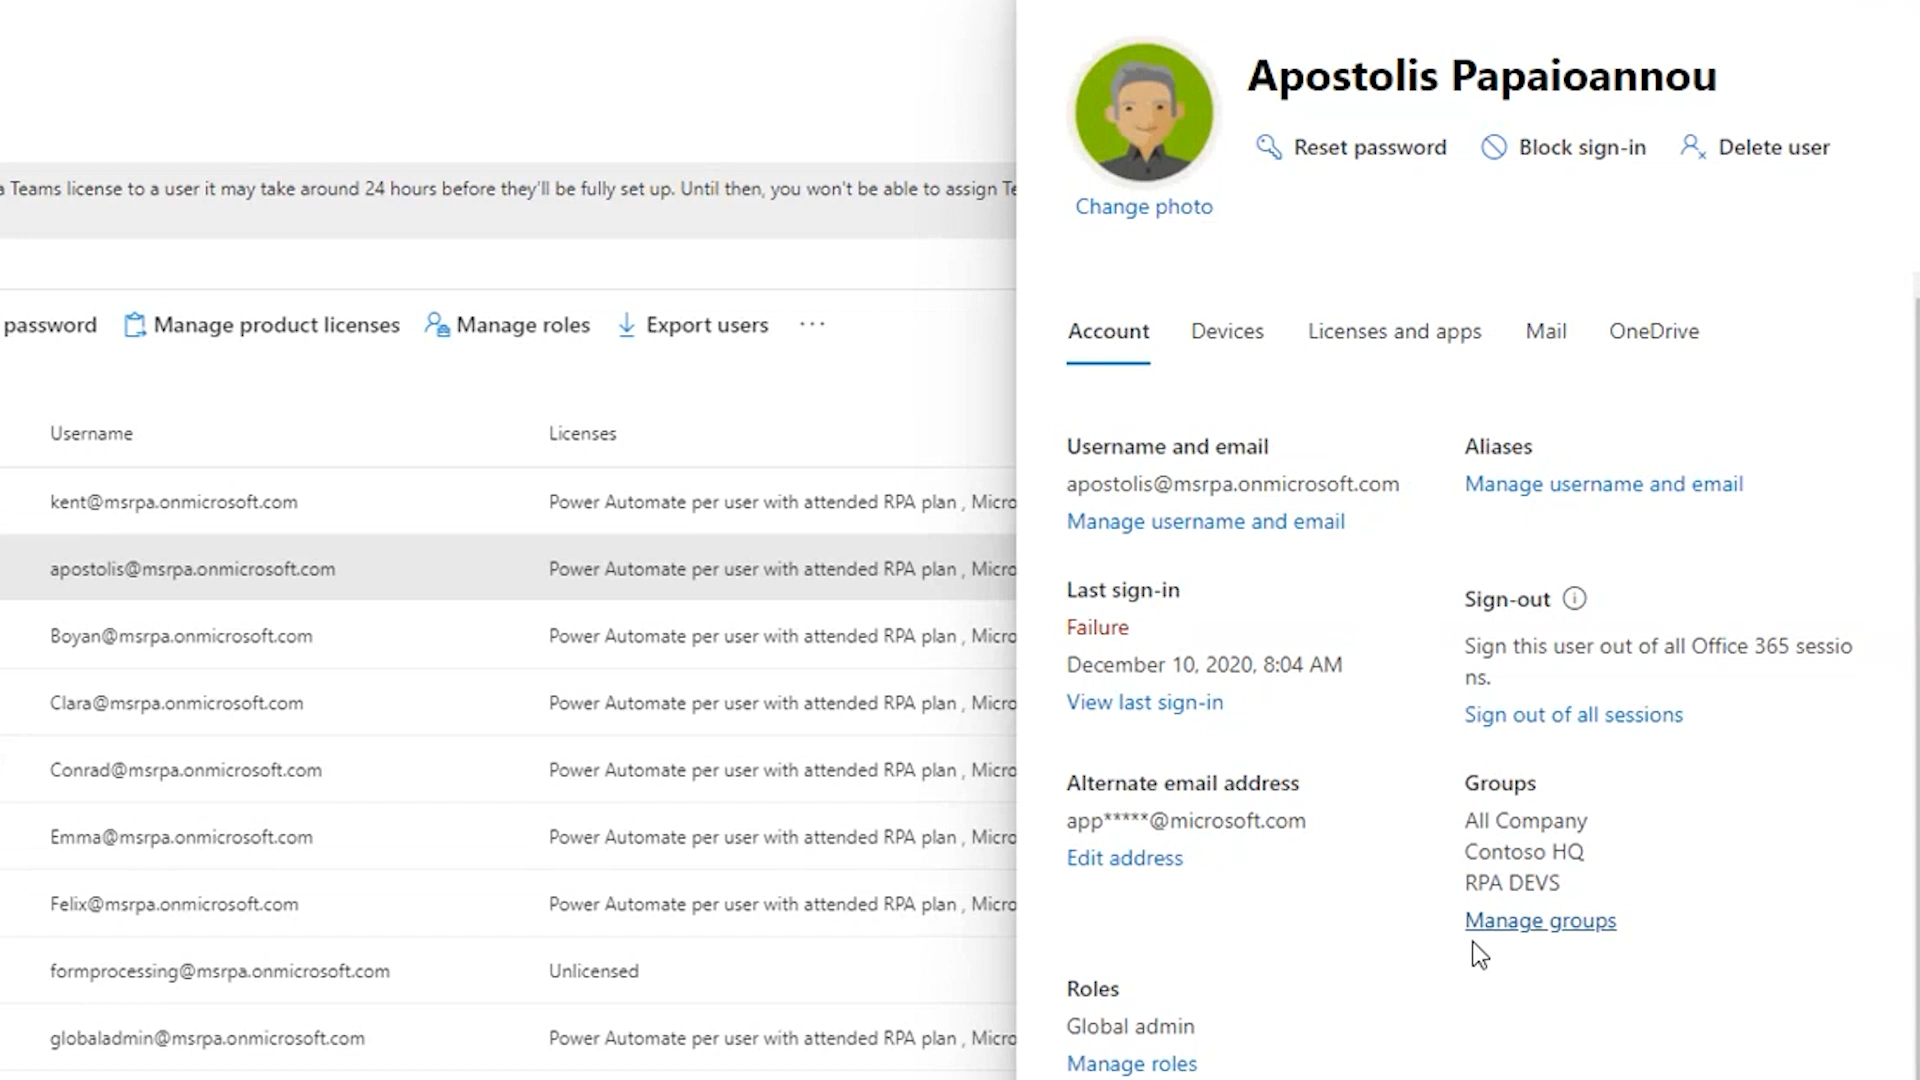 a Teams license to a user it may take around 24 hours before they'll be fully set up. Until then, you won't be able to assign Te
password Manage product licenses Manage roles Export users ...
Username Licenses
kent@msrpa.onmicrosoft.com Power Automate per user with attended RPA plan , Micro
apostolis@msrpa.onmicrosoft.com Power Automate per user with attended RPA plan , Micro
Boyan@msrpa.onmicrosoft.com Power Automate per user with attended RPA plan , Micro
Clara@msrpa.onmicrosoft.com Power Automate per user with attended RPA plan , Micro
Conrad@msrpa.onmicrosoft.com Power Automate per user with attended RPA plan , Micro
Emma@msrpa.onmicrosoft.com Power Automate per user with attended RPA plan , Micro
Felix@msrpa.onmicrosoft.com Power Automate per user with attended RPA plan , Micro
formprocessing@msrpa.onmicrosoft.com Unlicensed
globaladmin@msrpa.onmicrosoft.com Power Automate per user with attended RPA plan , Micro
Apostolis Papaioannou
Reset password Block sign-in Delete user
Change photo
Account Devices Licenses and apps Mail OneDrive
Username and email
apostolis@msrpa.onmicrosoft.com
Manage username and email
Aliases
Manage username and email
Last sign-in
Failure
December 10, 2020, 8:04 AM
View last sign-in
Sign-out
Sign this user out of all Office 365 sessio
ns.
Sign out of all sessions
Alternate email address
app*****@microsoft.com
Edit address
Groups
All Company
Contoso HQ
RPA DEVS
Manage groups
Roles
Global admin
Manage roles